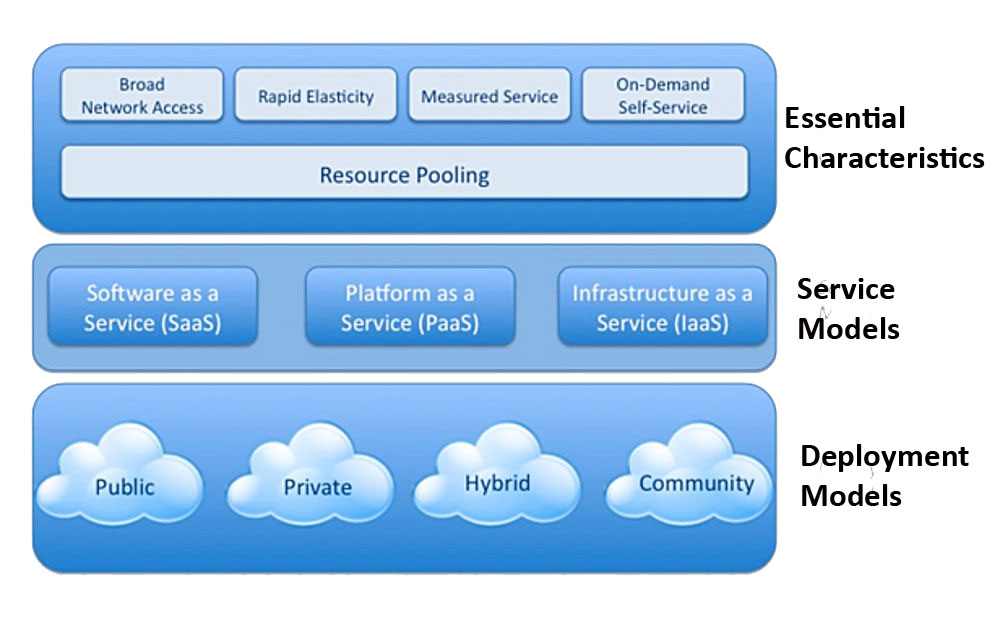 Broad
Network Access
Rapid Elasticity
Measured Service
On-Demand
Self-Service
Resource Pooling
Essential
Characteristics
Software as a
Service (SaaS)
Platform as a
Service (PaaS)
Infrastructure as a
Service (IaaS)
Service
Models
Public
Private
Hybrid
Community
Deployment
Models